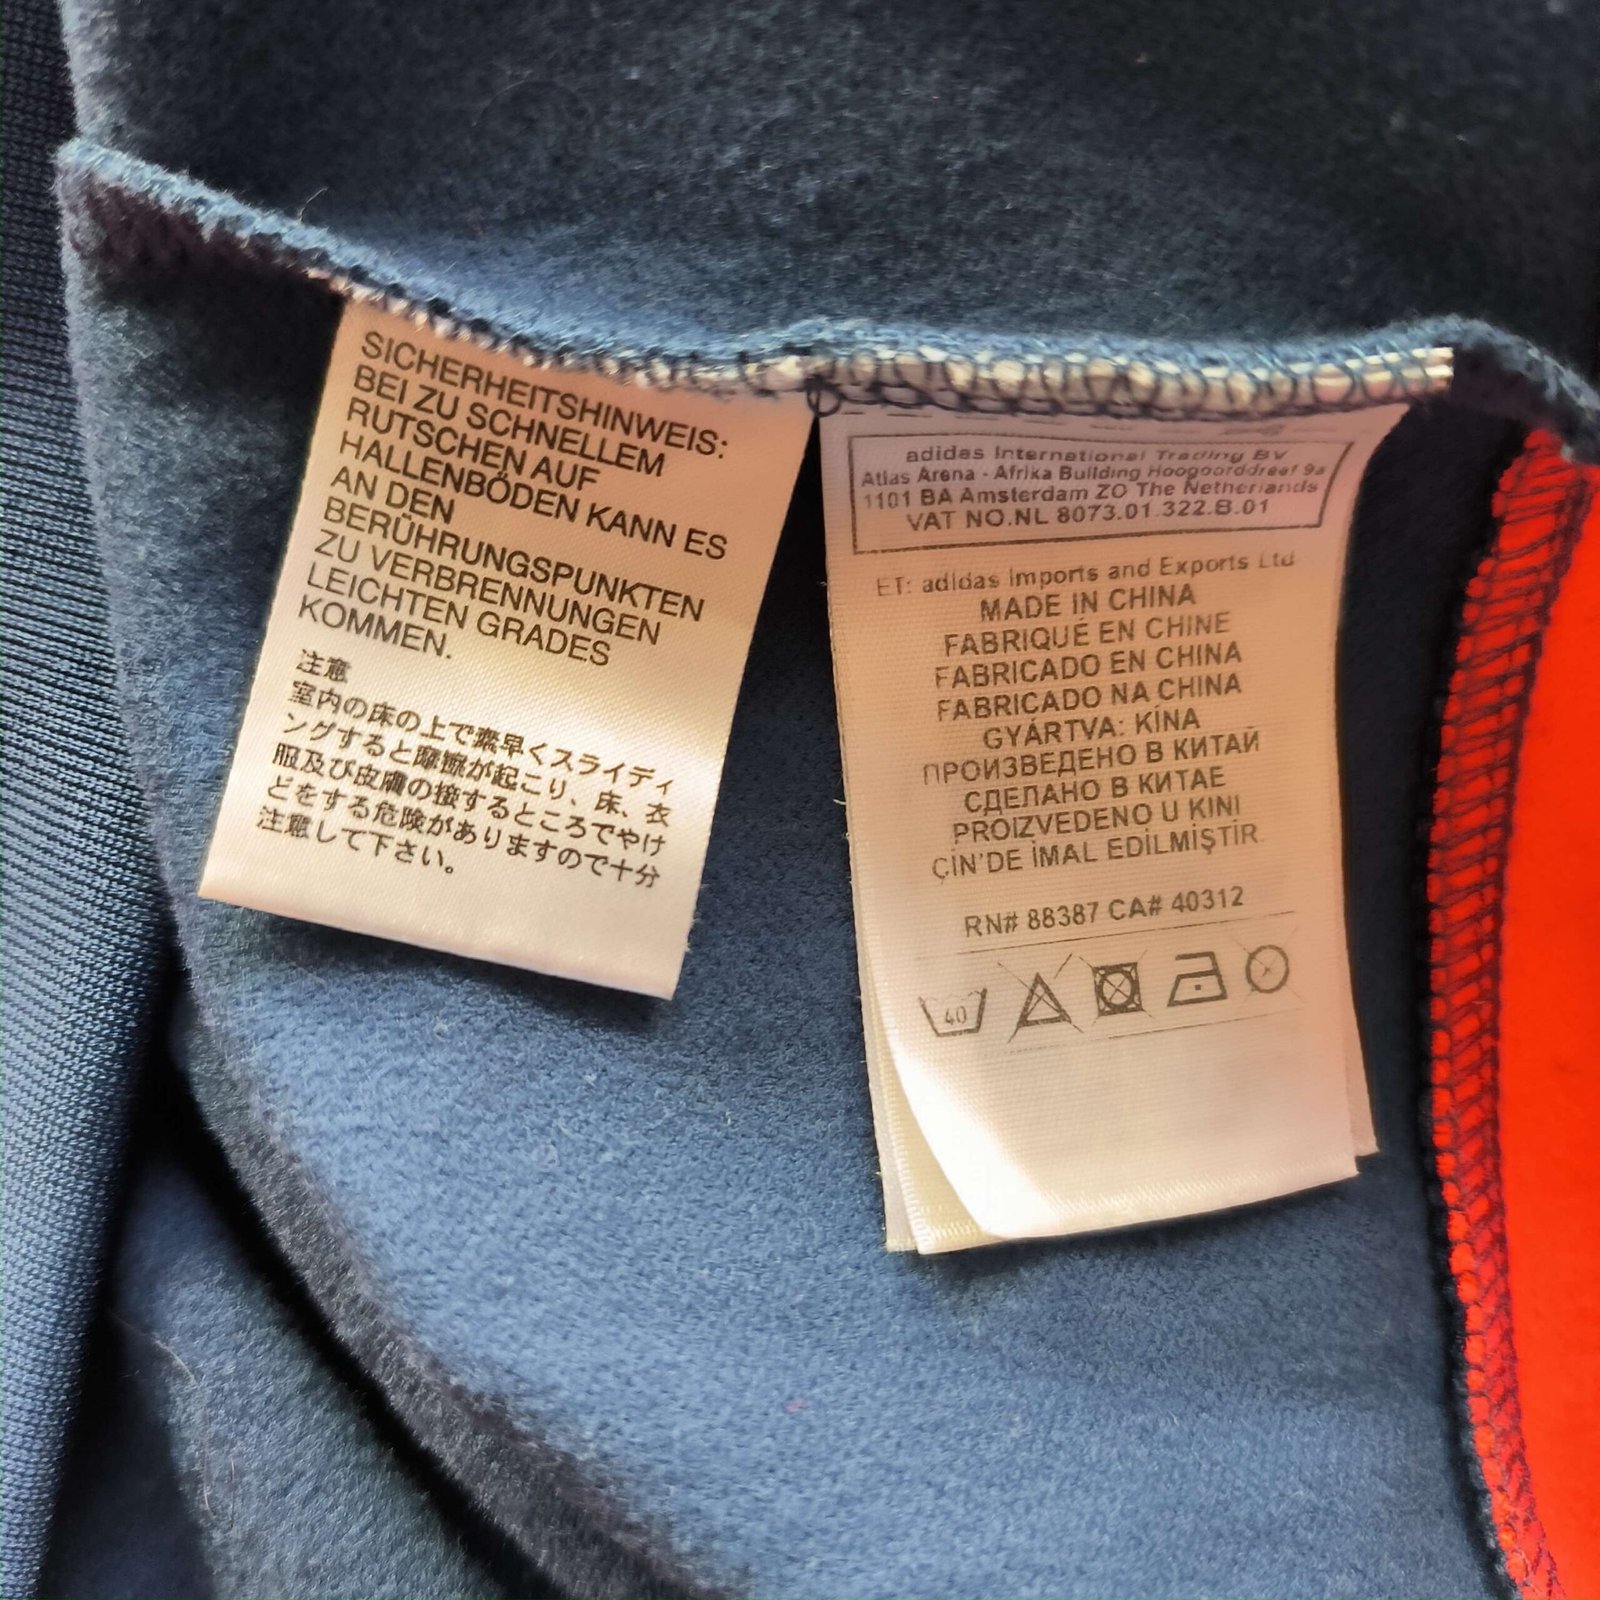 SICHERHEITSHINWEIS:
BEI ZU SCHNELLEM
RUTSCHEN AUF
HALLENBÖDEN KANN ES
AN DEN
BERÜHRUNGSPUNKTEN
ZU VERBRENNUNGEN
LEICHTEN GRADES
KOMMEN.
注意
室内の床の上で素早くスライディ
ングすると摩擦が起こり、床、衣
服及び皮膚の接するところでやけ
どをする危険がありますので十分
注意して下さい。
adidas International Trading BV
Atlas Arena - Afrika Building Hoogoorddreef 9a
1101 BA Amsterdam ZO The Netherlands
VAT NO.NL 8073.01.322.B.01
ET: adidas Imports and Exports Ltd
MADE IN CHINA
FABRIQUÉ EN CHINE
FABRICADO EN CHINA
FABRICADO NA CHINA
GYÁRTVA: KÍNA
ПРОИЗВЕДЕНО В КИТАЙ
СДЕЛАНО В КИТАЕ
PROIZVEDENO U KINI
ÇİN'DE İMAL EDİLMİŞTİR.
RN# 88387 CA# 40312
40